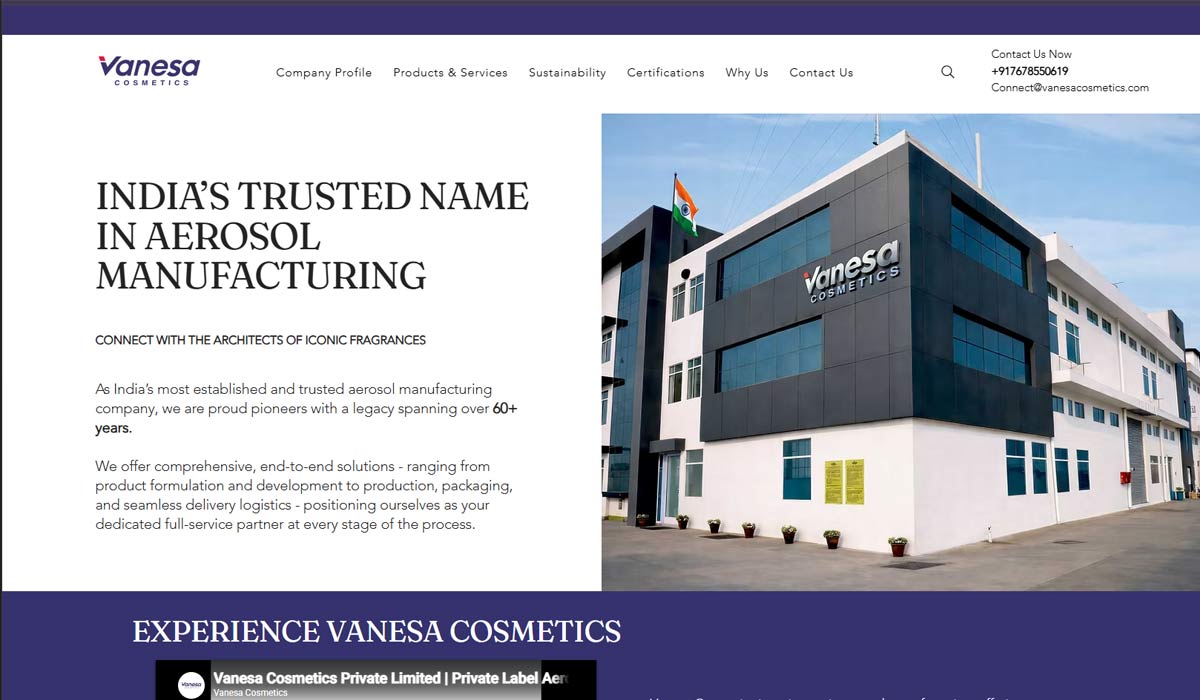 Vanesa
COSMETICS
Company Profile Products & Services Sustainability Certifications Why Us Contact Us
Contact Us Now
+917678550619
Connect@vanesacosmetics.com
INDIA’S TRUSTED NAME
IN AEROSOL
MANUFACTURING
CONNECT WITH THE ARCHITECTS OF ICONIC FRAGRANCES
As India’s most established and trusted aerosol manufacturing
company, we are proud pioneers with a legacy spanning over 60+
years.
We offer comprehensive, end-to-end solutions - ranging from
product formulation and development to production, packaging,
and seamless delivery logistics - positioning ourselves as your
dedicated full-service partner at every stage of the process.
Vanesa
COSMETICS
EXPERIENCE VANESA COSMETICS
Vanesa
Vanesa Cosmetics Private Limited | Private Label Aer
Vanesa Cosmetics